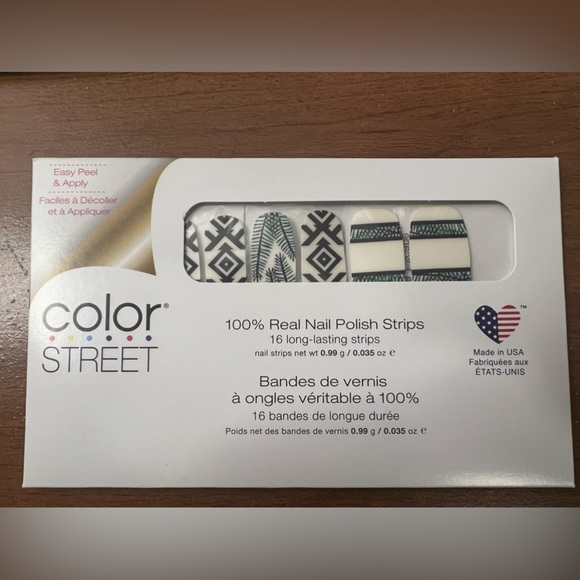 Easy Peel
& Apply
Faciles à Décoller
et à Appliquer
color®
STREET
100% Real Nail Polish Strips
16 long-lasting strips
nail strips net wt 0.99 g / 0.035 oz ℮
Bandes de vernis
à ongles véritable à 100%
16 bandes de longue durée
Poids net des bandes de vernis 0.99 g / 0.035 oz ℮
™
Made in USA
Fabriquées aux
ÉTATS-UNIS